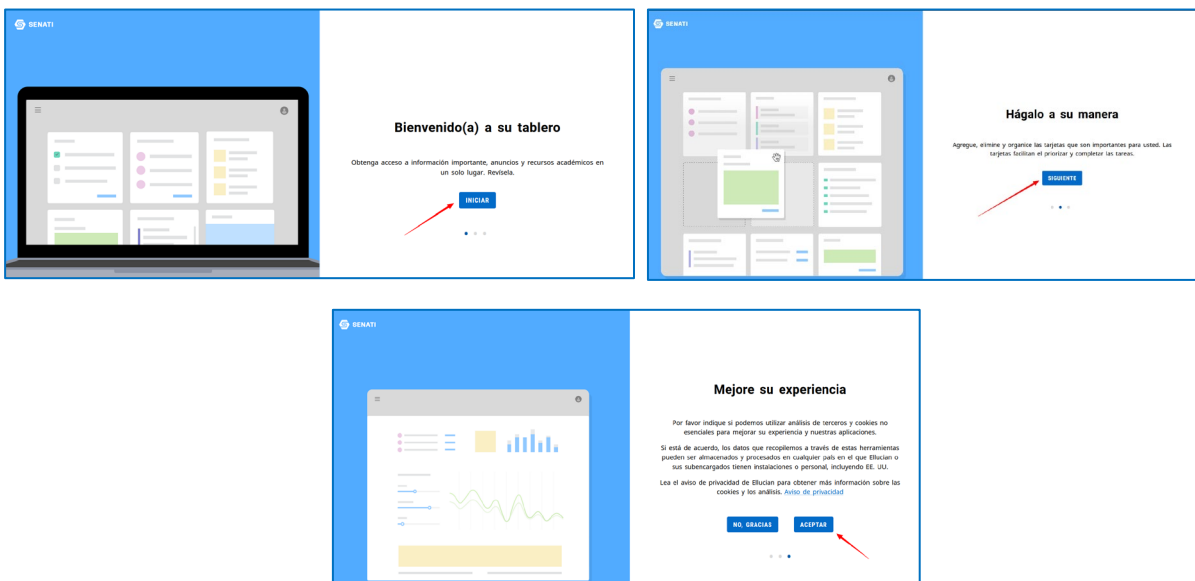 SENATI
Bienvenido(a) a su tablero
Obtenga acceso a información importante, anuncios y recursos académicos en
un solo lugar. Revísela.
INICIAR
SENATI
Hágalo a su manera
Agregue, elimine y organice las tarjetas que son importantes para usted. Las
tarjetas facilitan el priorizar y completar las tareas.
SIGUIENTE
SENATI
Mejore su experiencia
Por favor indique si podemos utilizar análisis de terceros y cookies no
esenciales para mejorar su experiencia y nuestras aplicaciones.
Si está de acuerdo, los datos que recopilemos a través de estas herramientas
pueden ser almacenados y procesados en cualquier país en el que Ellucian o
sus subencargados tienen instalaciones o personal, incluyendo EE. UU.
Lea el aviso de privacidad de Ellucian para obtener más información sobre las
cookies y los análisis. Aviso de privacidad
NO, GRACIAS
ACEPTAR